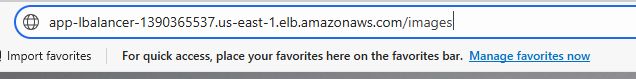 app-lbalancer-1390365537.us-east-1.elb.amazonaws.com/images
Import favorites For quick access, place your favorites here on the favorites bar. Manage favorites now